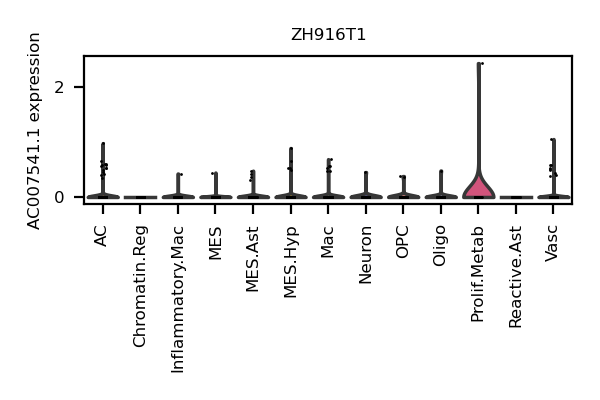 ZH916T1
AC007541.1 expression
2
0
AC
Chromatin.Reg
Inflammatory.Mac
MES
MES.Ast
MES.Hyp
Mac
Neuron
OPC
Oligo
Prolif.Metab
Reactive.Ast
Vasc